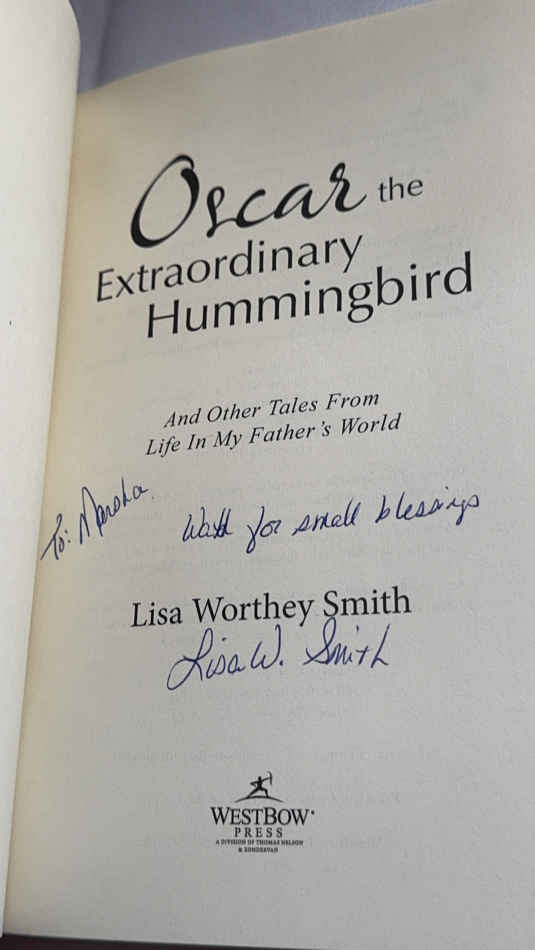 Oscar the
Extraordinary
Hummingbird
And Other Tales From
Life In My Father's World
To: Marsha
Watch for small blessings
Lisa Worthey Smith
Lisa W. Smith
WESTBOW
PRESS
A DIVISION OF THOMAS NELSON
& ZONDERVAN